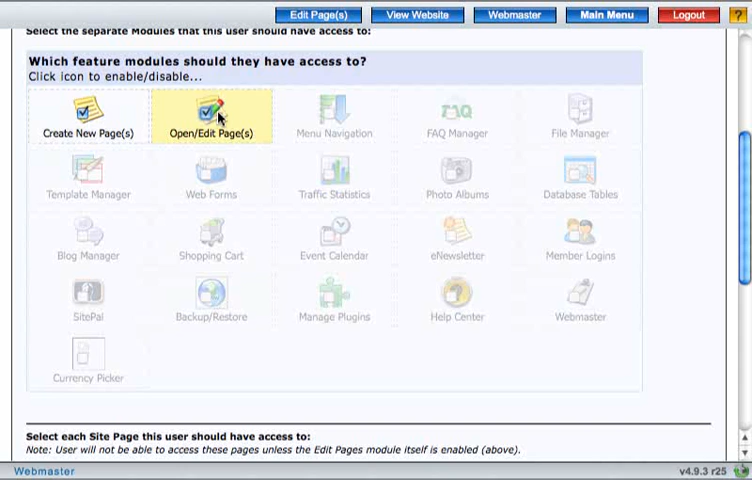 Edit Page(s) View Website Webmaster Main Menu Logout ?
Select the separate Modules that this user should have access to:
Which feature modules should they have access to?
Click icon to enable/disable...
Create New Page(s) Open/Edit Page(s) Menu Navigation FAQ Manager File Manager
Template Manager Web Forms Traffic Statistics Photo Albums Database Tables
Blog Manager Shopping Cart Event Calendar eNewsletter Member Logins
SitePal Backup/Restore Manage Plugins Help Center Webmaster
Currency Picker
Select each Site Page this user should have access to:
Note: User will not be able to access these pages unless the Edit Pages module itself is enabled (above).
Webmaster v4.9.3 r25